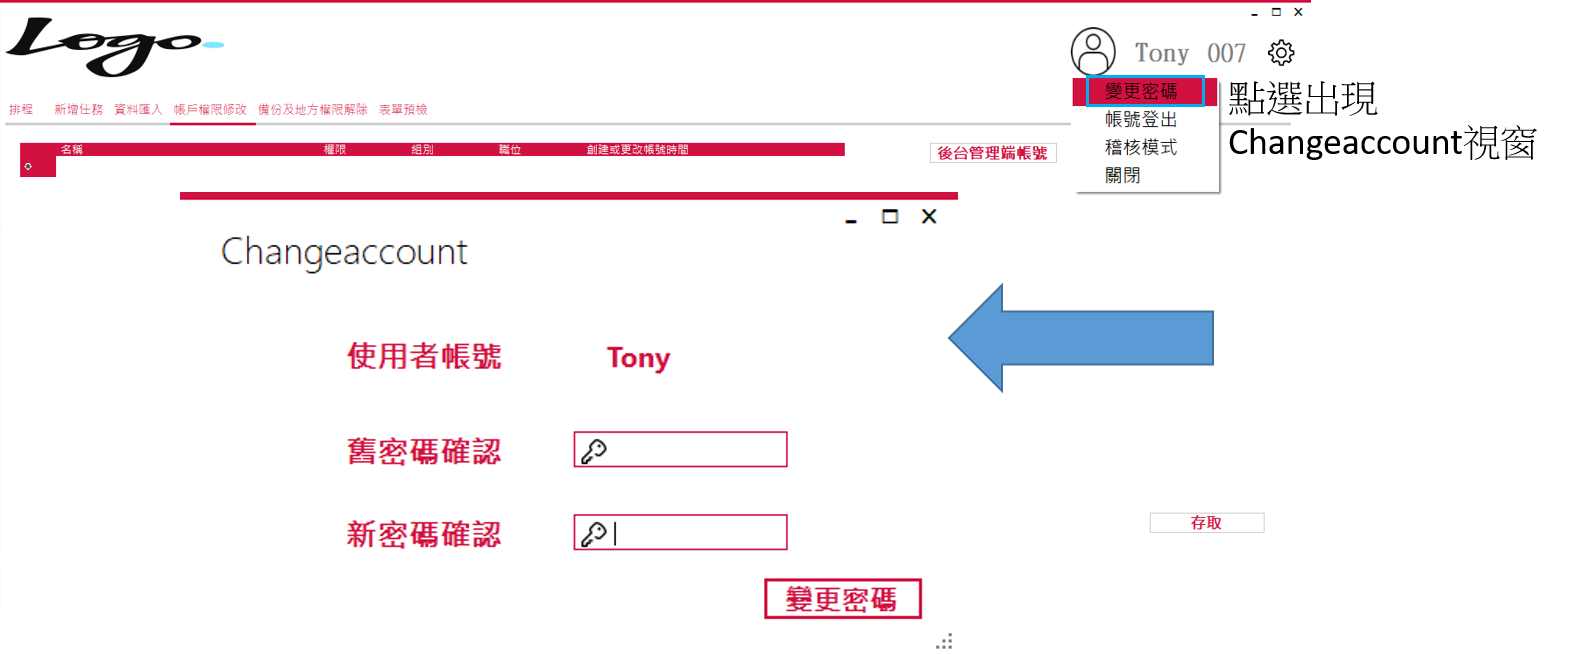 Logo
Tony 007
變更密碼
帳號登出
稽核模式
關閉
點選出現
Changeaccount視窗
排程 新增任務 資料匯入 帳戶權限修改 備份及地方權限解除 表單預檢
名稱 權限 組別 職位 創建或更改帳號時間
後台管理端帳號
Changeaccount
使用者帳號 Tony
舊密碼確認
新密碼確認
存取
變更密碼